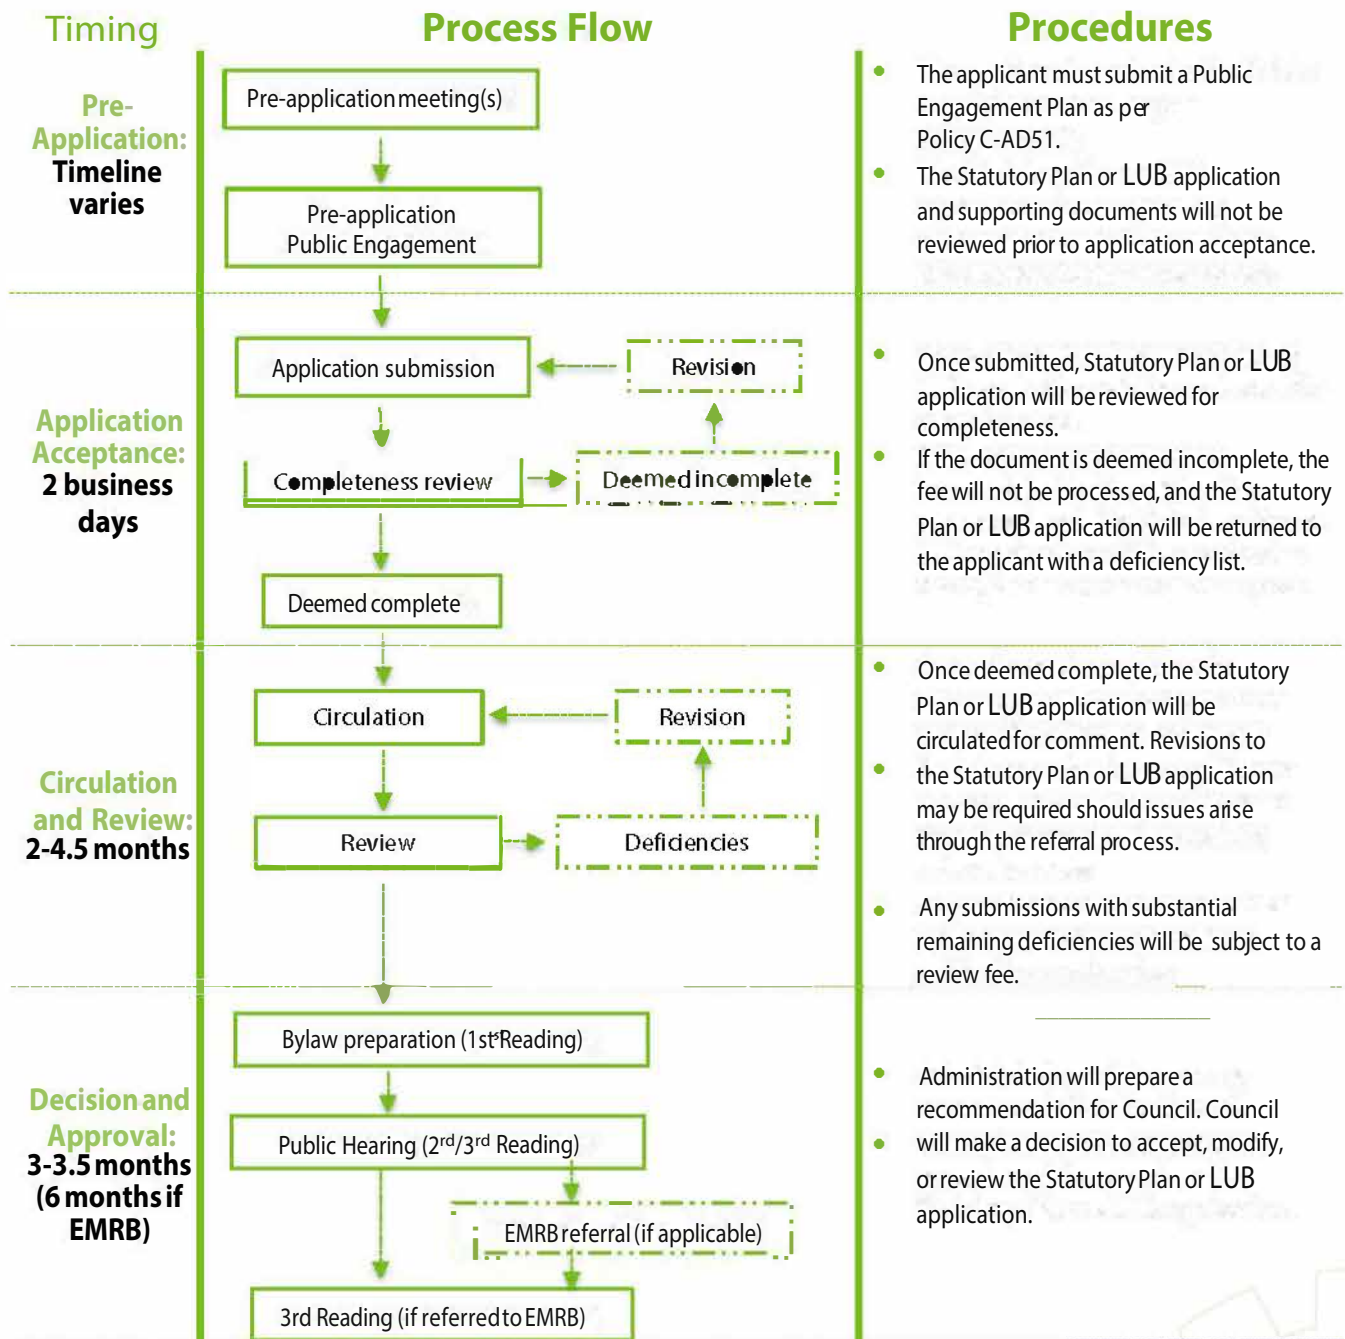 Timing
Process Flow
Procedures
Pre-
Application:
Timeline
varies
Pre-application meeting(s)
Pre-application
Public Engagement
The applicant must submit a Public
Engagement Plan as per
Policy C-AD51.
The Statutory Plan or LUB application
and supporting documents will not be
reviewed prior to application acceptance.
Application
Acceptance:
2 business
days
Application submission
Revision
Completeness review
Deemed incomplete
Deemed complete
Once submitted, Statutory Plan or LUB
application will be reviewed for
completeness.
If the document is deemed incomplete, the
fee will not be processed, and the Statutory
Plan or LUB application will be returned to
the applicant with a deficiency list.
Circulation
and Review:
2-4.5 months
Circulation
Revision
Review
Deficiencies
Once deemed complete, the Statutory
Plan or LUB application will be
circulated for comment. Revisions to
the Statutory Plan or LUB application
may be required should issues arise
through the referral process.
Any submissions with substantial
remaining deficiencies will be subject to a
review fee.
Decision and
Approval:
3-3.5 months
(6 months if
EMRB)
Bylaw preparation (1st Reading)
Public Hearing (2rd/3rd Reading)
EMRB referral (if applicable)
3rd Reading (if referred to EMRB)
Administration will prepare a
recommendation for Council. Council
will make a decision to accept, modify,
or review the Statutory Plan or LUB
application.